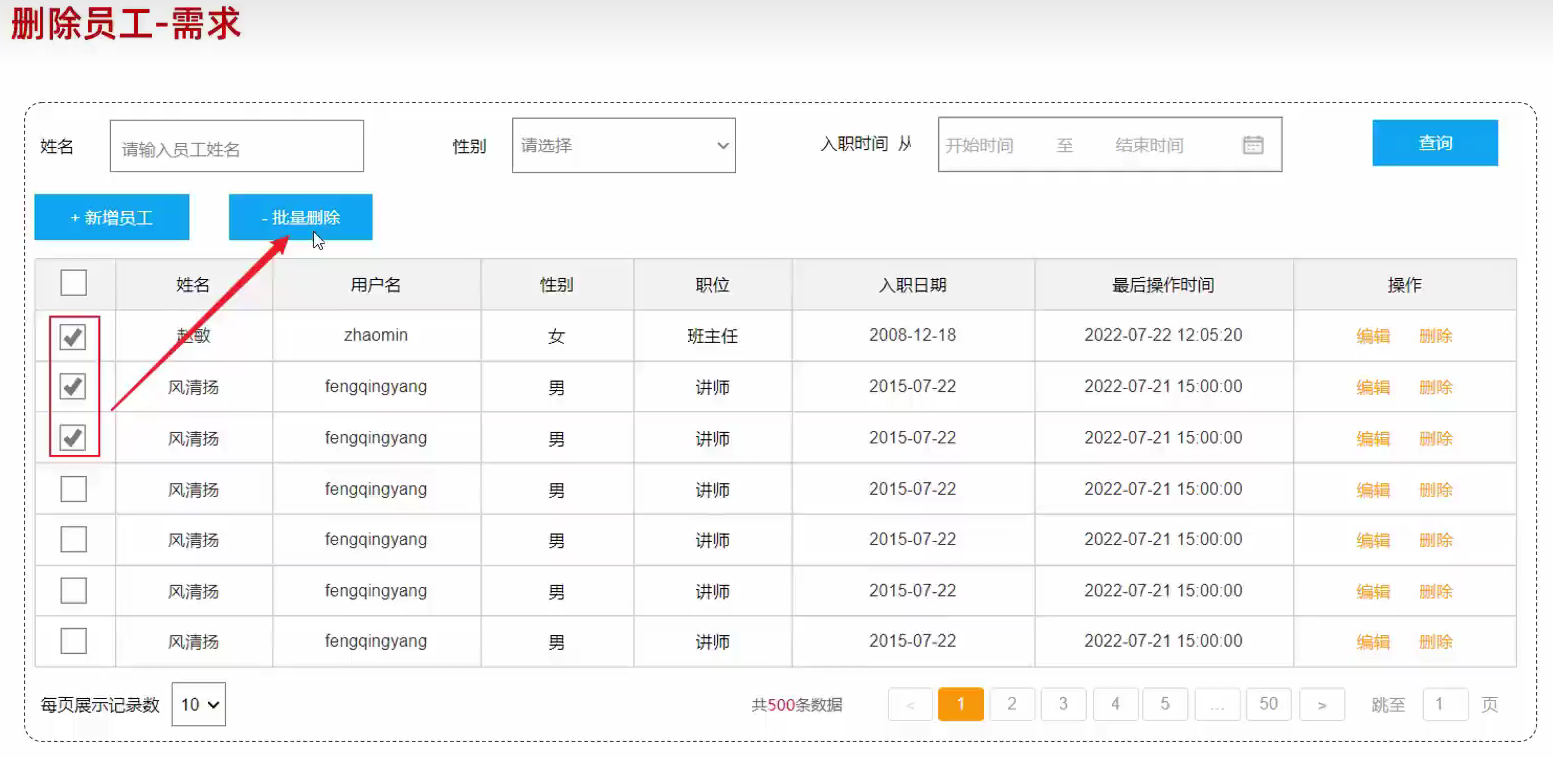 删除员工-需求
姓名 请输入员工姓名 性别 请选择 入职时间 从 开始时间 至 结束时间 查询
+ 新增员工 - 批量删除
姓名 用户名 性别 职位 入职日期 最后操作时间 操作
赵敏 zhaomin 女 班主任 2008-12-18 2022-07-22 12:05:20 编辑 删除
风清扬 fengqingyang 男 讲师 2015-07-22 2022-07-21 15:00:00 编辑 删除
风清扬 fengqingyang 男 讲师 2015-07-22 2022-07-21 15:00:00 编辑 删除
风清扬 fengqingyang 男 讲师 2015-07-22 2022-07-21 15:00:00 编辑 删除
风清扬 fengqingyang 男 讲师 2015-07-22 2022-07-21 15:00:00 编辑 删除
风清扬 fengqingyang 男 讲师 2015-07-22 2022-07-21 15:00:00 编辑 删除
风清扬 fengqingyang 男 讲师 2015-07-22 2022-07-21 15:00:00 编辑 删除
每页展示记录数 10 共500条数据 < 1 2 3 4 5 ... 50 > 跳至 1 页